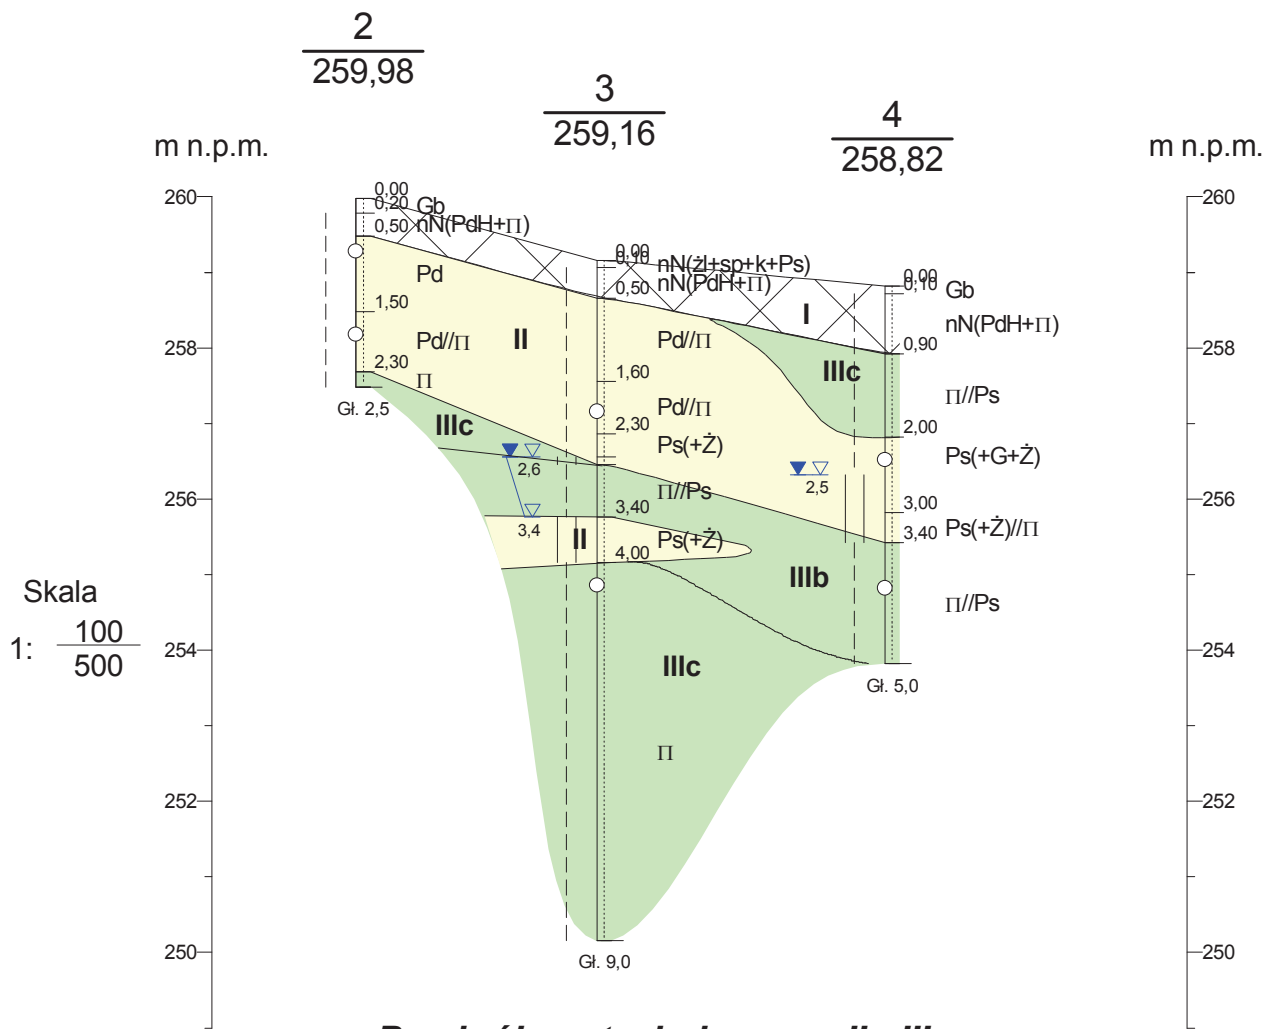 2
259,98
3
259,16
4
258,82
m n.p.m.
m n.p.m.
260
258
256
254
252
250
260
258
256
254
252
250
Skala
1: 100
500
0,00
0,20
0,50
1,50
2,30
Gb
nN(PdH+Π)
Pd
Pd//Π
Π
Gł. 2,5
II
IIIc
0,00
0,10
0,50
1,60
2,30
3,40
4,00
nN(żl+sp+k+Ps)
nN(PdH+Π)
Pd//Π
Pd//Π
Ps(+Ż)
Π//Ps
Ps(+Ż)
2,6
3,4
II
IIIc
Π
Gł. 9,0
I
IIIc
IIIb
0,00
0,10
0,90
2,00
3,00
3,40
Gb
nN(PdH+Π)
Π//Ps
Ps(+G+Ż)
Ps(+Ż)//Π
Π//Ps
2,5
Gł. 5,0